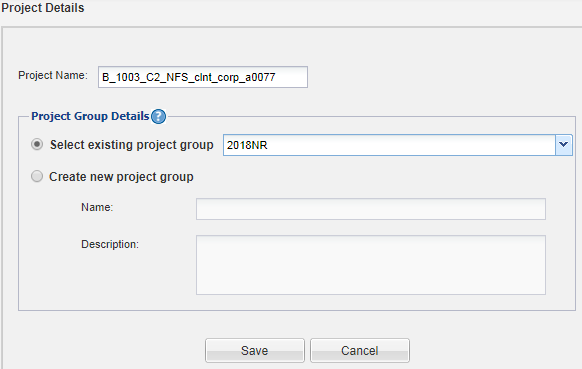 Project Details
Project Name: B_1003_C2_NFS_clnt_corp_a0077
Project Group Details ?
Select existing project group 2018NR
Create new project group
Name:
Description:
Save Cancel